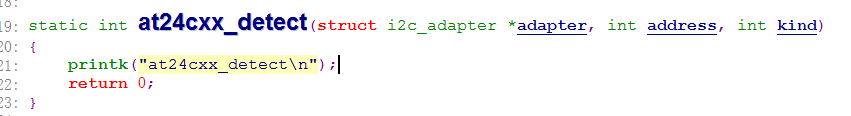 19: static int at24cxx_detect(struct i2c_adapter *adapter, int address, int kind)
20: {
21: printk("at24cxx_detect\n");
22: return 0;
23: }